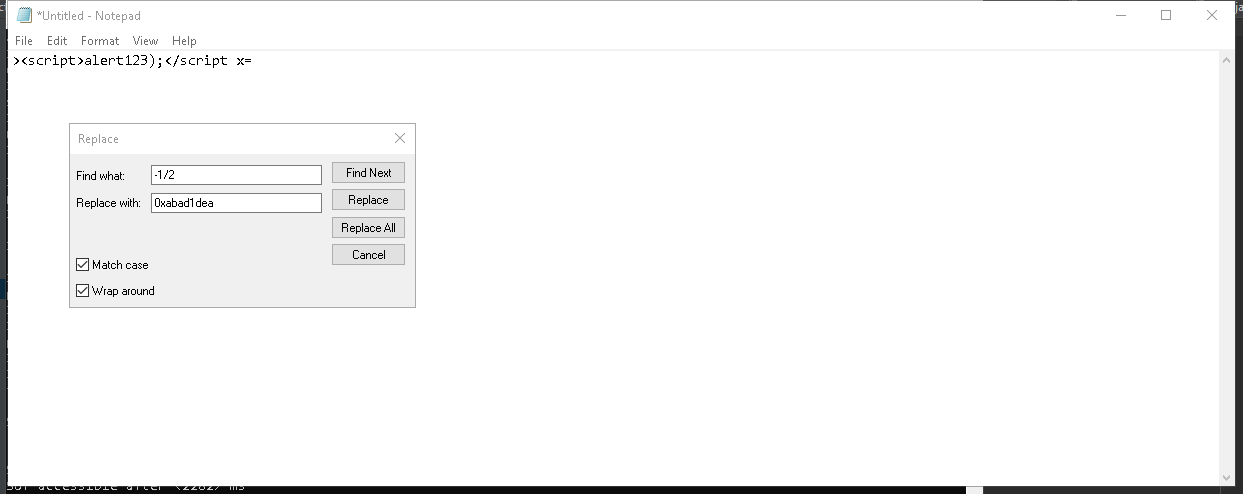 *Untitled - Notepad
File Edit Format View Help
><script>alert123);</script x=
Replace
Find what: -1/2 Find Next
Replace with: 0xabad1dea Replace
Replace All
Cancel
Match case
Wrap around
accessible after <2282> ms